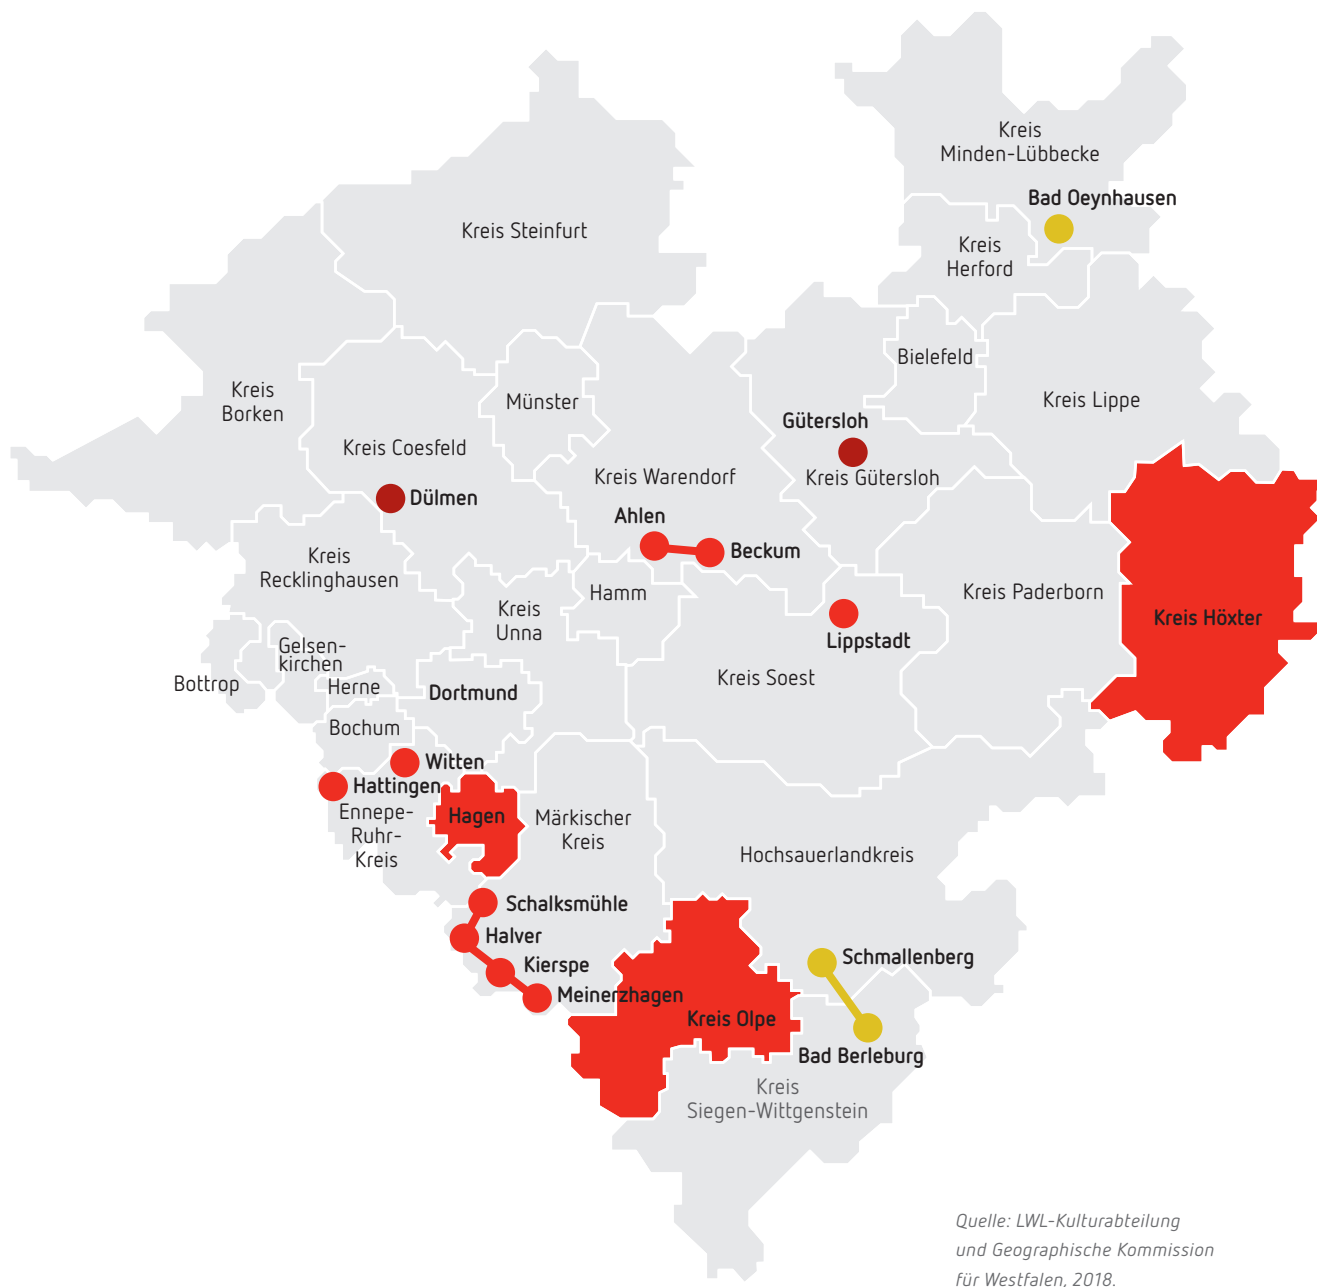 Kreis
Minden-Lübbecke
Bad Oeynhausen
Kreis Steinfurt
Kreis
Herford
Bielefeld
Kreis
Borken
Münster
Kreis Lippe
Gütersloh
Kreis Coesfeld
Kreis Warendorf
Kreis Gütersloh
Dülmen
Ahlen
Beckum
Kreis
Recklinghausen
Hamm
Kreis
Unna
Kreis Paderborn
Kreis Höxter
Lippstadt
Gelsen-
kirchen
Bottrop
Herne
Dortmund
Kreis Soest
Bochum
Witten
Hattingen
Ennepe-
Ruhr-
Kreis
Hagen
Märkischer
Kreis
Hochsauerlandkreis
Schalksmühle
Halver
Kierspe
Meinerzhagen
Schmallenberg
Kreis Olpe
Bad Berleburg
Kreis
Siegen-Wittgenstein
Quelle: LWL-Kulturabteilung
und Geographische Kommission
für Westfalen, 2018.